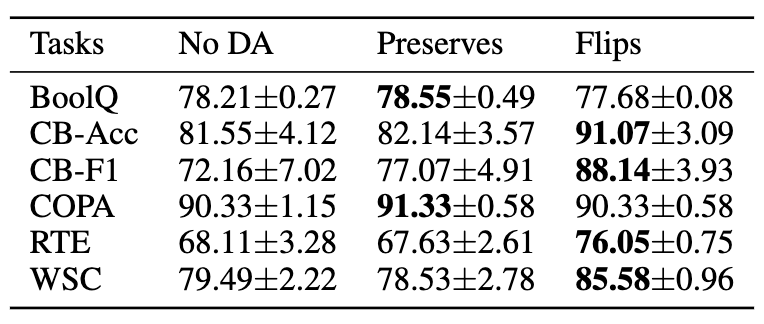 Tasks No DA Preserves Flips
BoolQ 78.21±0.27 78.55±0.49 77.68±0.08
CB-Acc 81.55±4.12 82.14±3.57 91.07±3.09
CB-F1 72.16±7.02 77.07±4.91 88.14±3.93
COPA 90.33±1.15 91.33±0.58 90.33±0.58
RTE 68.11±3.28 67.63±2.61 76.05±0.75
WSC 79.49±2.22 78.53±2.78 85.58±0.96